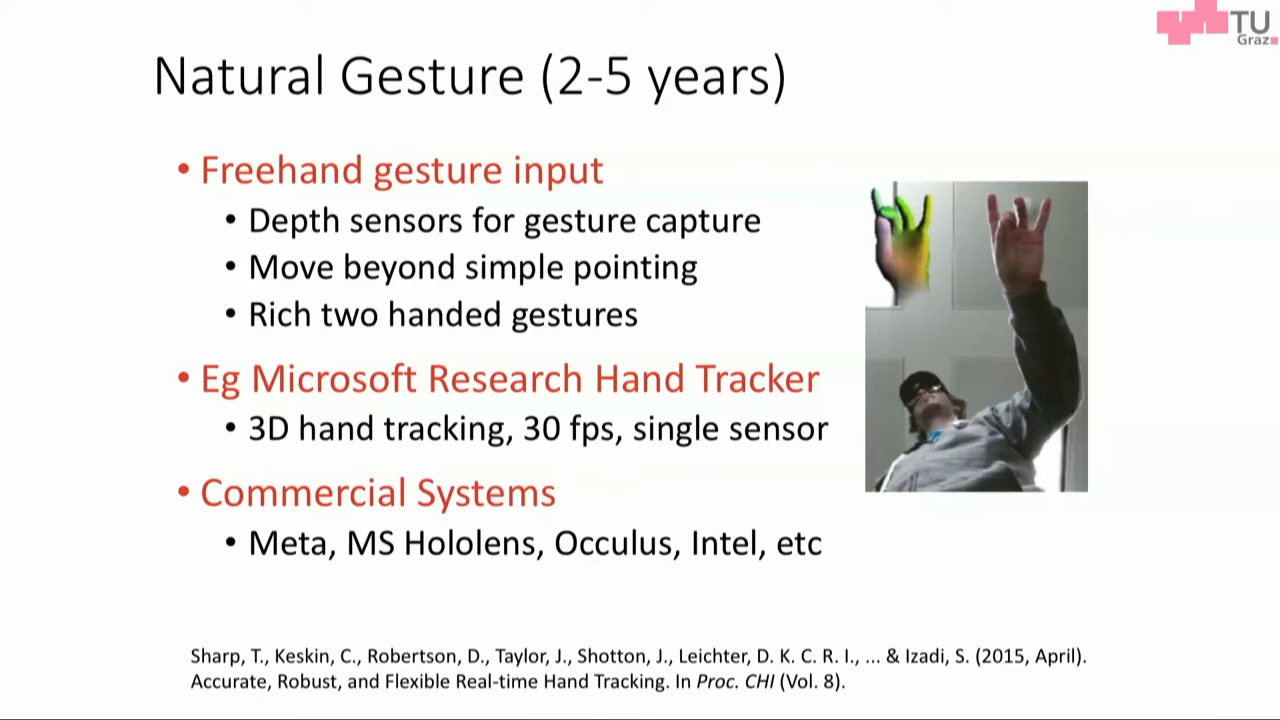 TU
Graz
Natural Gesture (2-5 years)
• Freehand gesture input
• Depth sensors for gesture capture
• Move beyond simple pointing
• Rich two handed gestures
• Eg Microsoft Research Hand Tracker
• 3D hand tracking, 30 fps, single sensor
• Commercial Systems
• Meta, MS Hololens, Occulus, Intel, etc
Sharp, T., Keskin, C., Robertson, D., Taylor, J., Shotton, J., Leichter, D. K. C. R. I., ... & Izadi, S. (2015, April).
Accurate, Robust, and Flexible Real-time Hand Tracking. In Proc. CHI (Vol. 8).